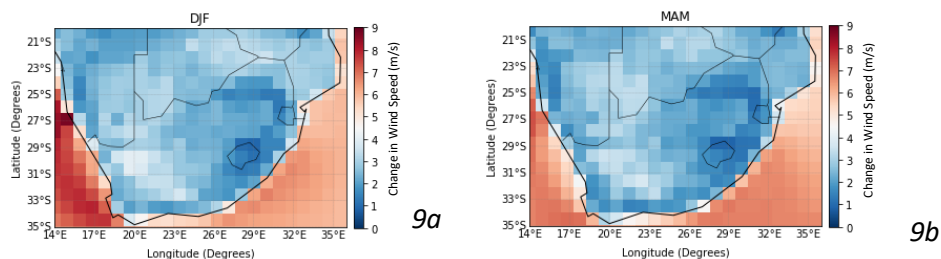 DJF
21°S
23°S
25°S
27°S
29°S
31°S
33°S
35°S
Latitude (Degrees)
14°E 17°E 20°E 23°E 26°E 29°E 32°E 35°E
Longitude (Degrees)
9
8
7
6
5
4
3
2
1
0
Change in Wind Speed (m/s)
9a
MAM
21°S
23°S
25°S
27°S
29°S
31°S
33°S
35°S
Latitude (Degrees)
14°E 17°E 20°E 23°E 26°E 29°E 32°E 35°E
Longitude (Degrees)
9
8
7
6
5
4
3
2
1
0
Change in Wind Speed (m/s)
9b